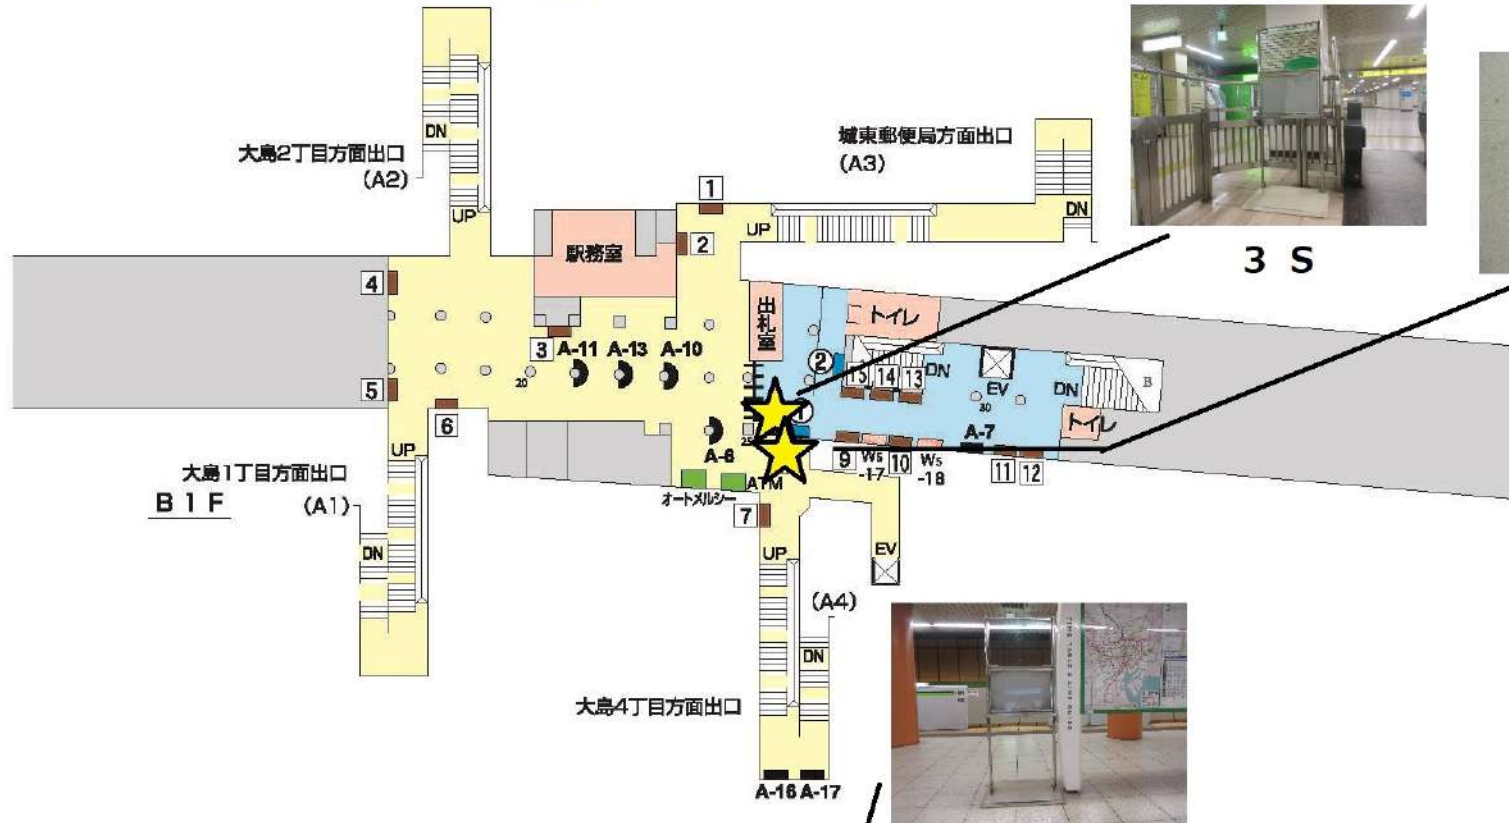 大島2丁目方面出口
(A2)
DN
UP
城東郵便局方面出口
(A3)
DN
UP
1
2
3 S
駅務室
4
5
6
3
A-11
A-13
A-10
20
出札室
トイレ
②
15
14
13
DN
EV
DN
B
30
トイレ
①
25
A-6
A-7
9
Ws
-17
10
Ws
-18
11
12
ATM
オートメルシー
7
UP
大島1丁目方面出口
(A1)
B1F
DN
UP
EV
(A4)
DN
大島4丁目方面出口
A-16
A-17